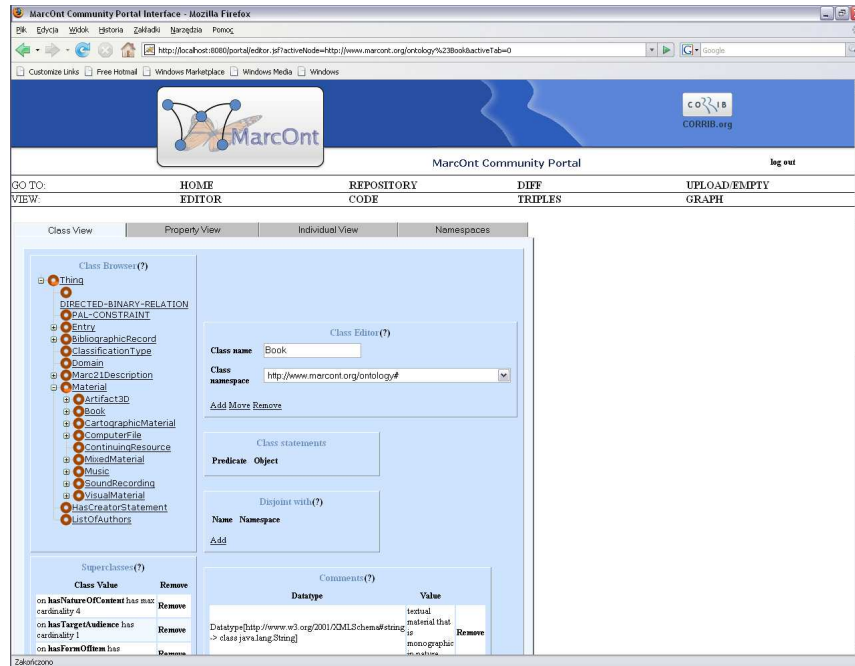 MarcOnt Community Portal Interface - Mozilla Firefox
Plik Edycja Widok Historia Zakładki Narzędzia Pomoc
http://localhost:8080/portal/editor.jsf?activeNode=http://www.marcont.org/ontology%23Book&activeTab=0
Google
Customize Links Free Hotmail Windows Marketplace Windows Media Windows
MarcOnt
CORRIB
CORRIB.org
MarcOnt Community Portal
log out
GO TO: HOME REPOSITORY DIFF UPLOAD/EMPTY
VIEW: EDITOR CODE TRIPLES GRAPH
Class View Property View Individual View Namespaces
Class Browser(?)
Thing
DIRECTED-BINARY-RELATION
PAL-CONSTRAINT
Entry
BibliographicRecord
ClassificationType
Domain
Marc21Description
Material
Artifact3D
Book
CartographicMaterial
ComputerFile
ContinuingResource
MixedMaterial
Music
SoundRecording
VisualMaterial
HasCreatorStatement
ListOfAuthors
Superclasses(?)
Class Value Remove
on hasNatureOfContent has max cardinality 4 Remove
on hasTargetAudience has cardinality 1 Remove
on hasFormOfItem has Remove
Class Editor(?)
Class name Book
Class namespace http://www.marcont.org/ontology#
Add Move Remove
Class statements
Predicate Object
Disjoint with(?)
Name Namespace
Add
Comments(?)
Datatype Value
Datatype[http://www.w3.org/2001/XMLSchema#string -> class java.lang.String]
textual material that is monographic in nature
Remove
Zakończono